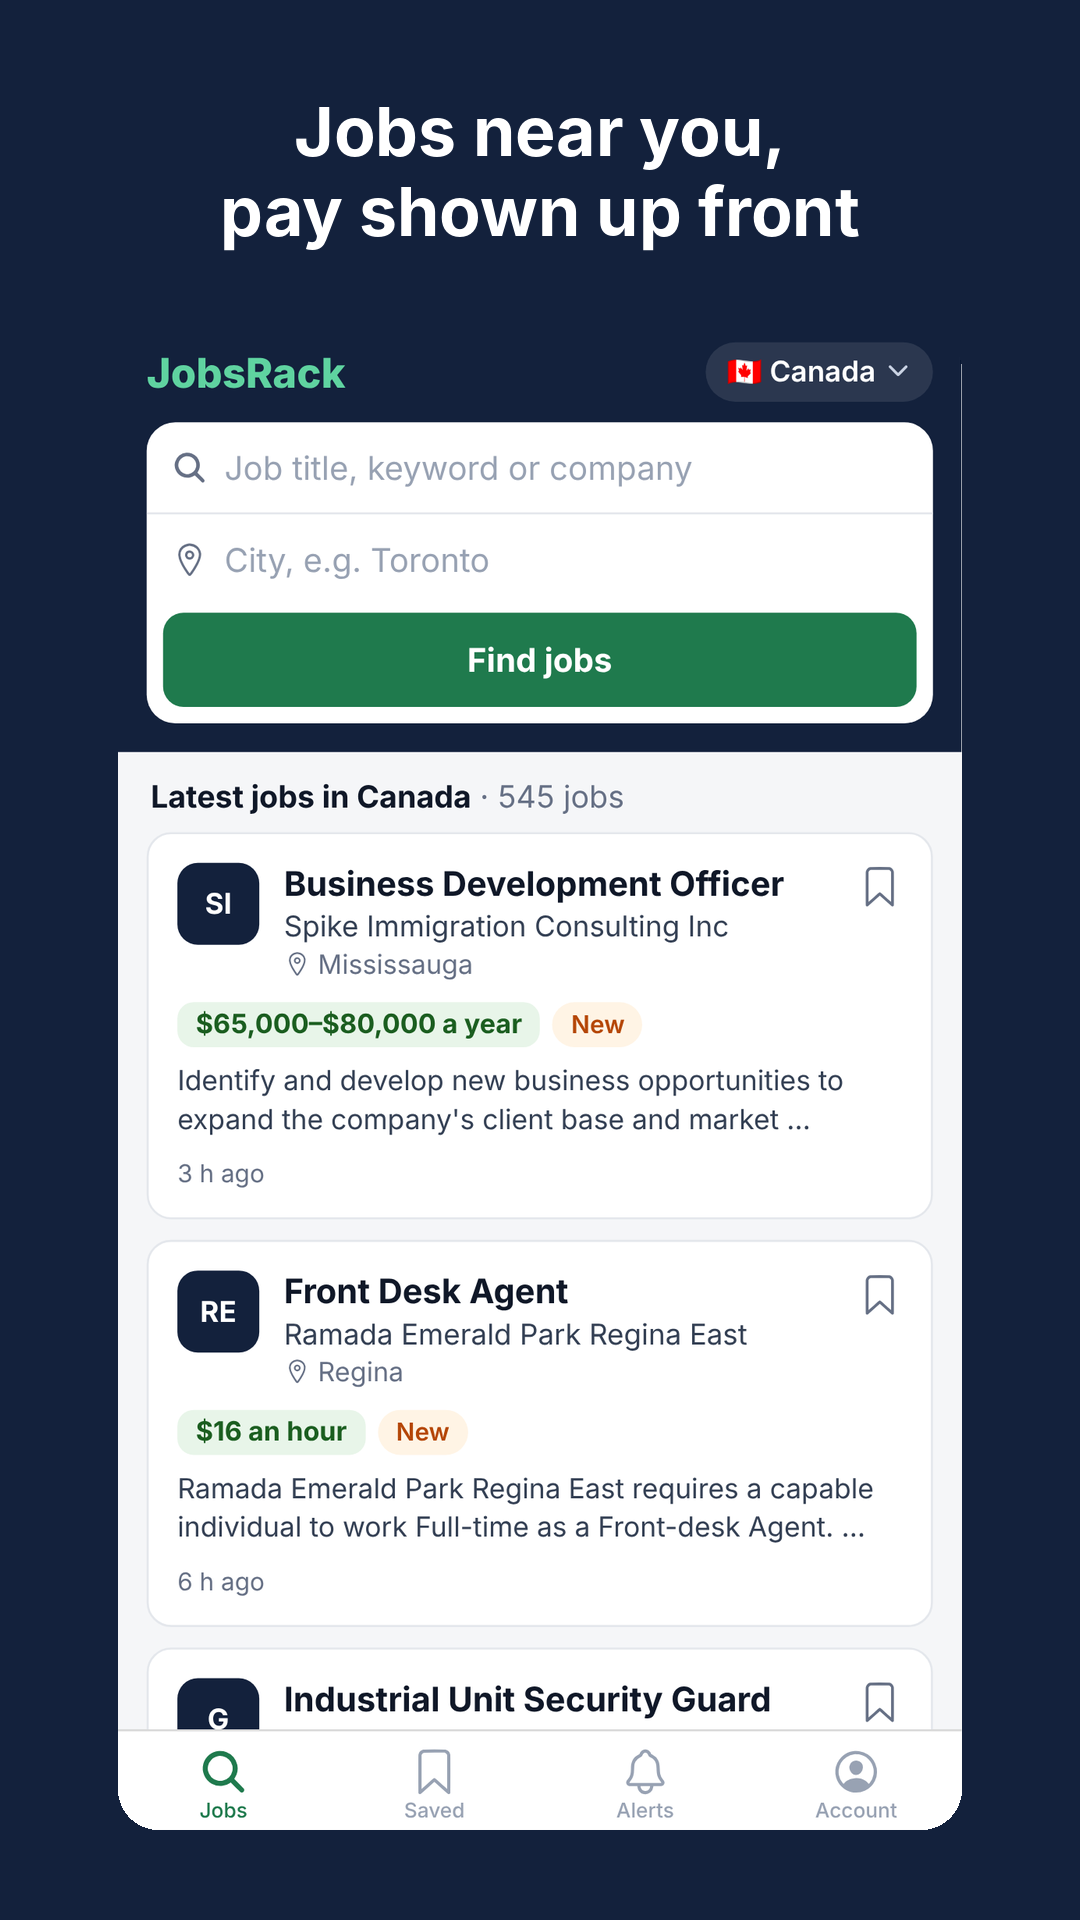 Jobs near you,
pay shown up front
JobsRack
🇨🇦 Canada
Job title, keyword or company
City, e.g. Toronto
Find jobs
Latest jobs in Canada · 545 jobs
SI
Business Development Officer
Spike Immigration Consulting Inc
Mississauga
$65,000–$80,000 a year
New
Identify and develop new business opportunities to
expand the company's client base and market ...
3 h ago
RE
Front Desk Agent
Ramada Emerald Park Regina East
Regina
$16 an hour
New
Ramada Emerald Park Regina East requires a capable
individual to work Full-time as a Front-desk Agent. ...
6 h ago
G
Industrial Unit Security Guard
Jobs
Saved
Alerts
Account